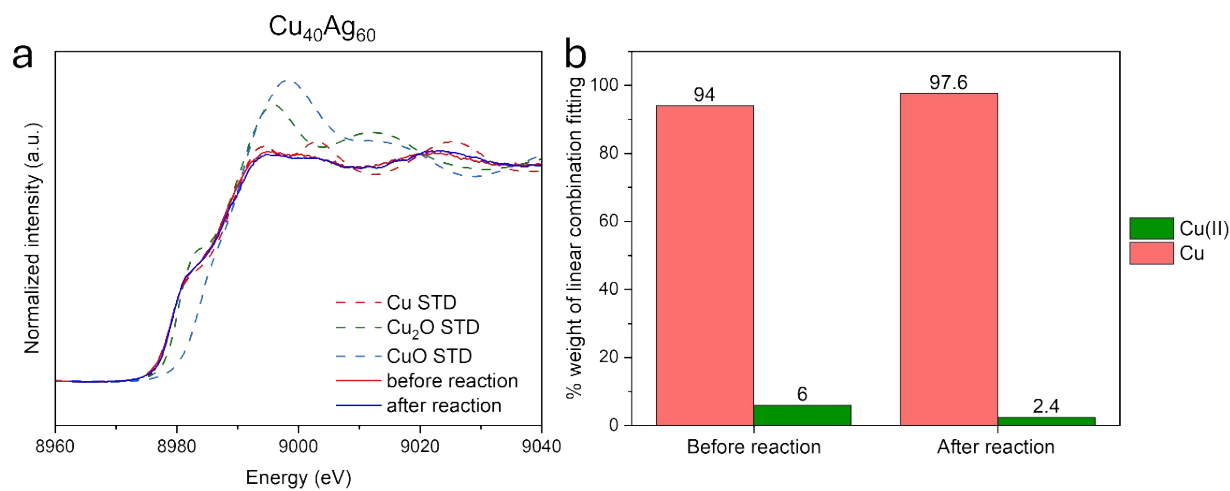 Cu₄₀Ag₆₀
a
Normalized intensity (a.u.)
Cu STD
Cu₂O STD
CuO STD
before reaction
after reaction
8960
8980
9000
9020
9040
Energy (eV)
b
% weight of linear combination fitting
100
80
60
40
20
0
94
6
97.6
2.4
Before reaction
After reaction
Cu(II)
Cu